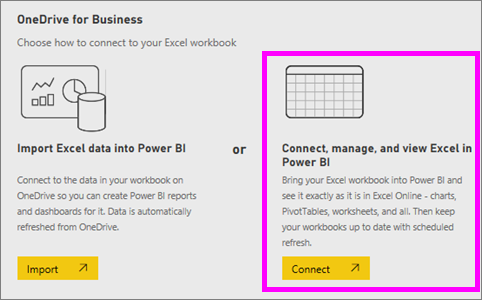 OneDrive for Business
Choose how to connect to your Excel workbook
Import Excel data into Power BI
Connect to the data in your workbook on
OneDrive so you can create Power BI reports
and dashboards for it. Data is automatically
refreshed from OneDrive.
Import
or
Connect, manage, and view Excel in
Power BI
Bring your Excel workbook into Power BI and
see it exactly as it is in Excel Online - charts,
PivotTables, worksheets, and all. Then keep
your workbooks up to date with scheduled
refresh.
Connect